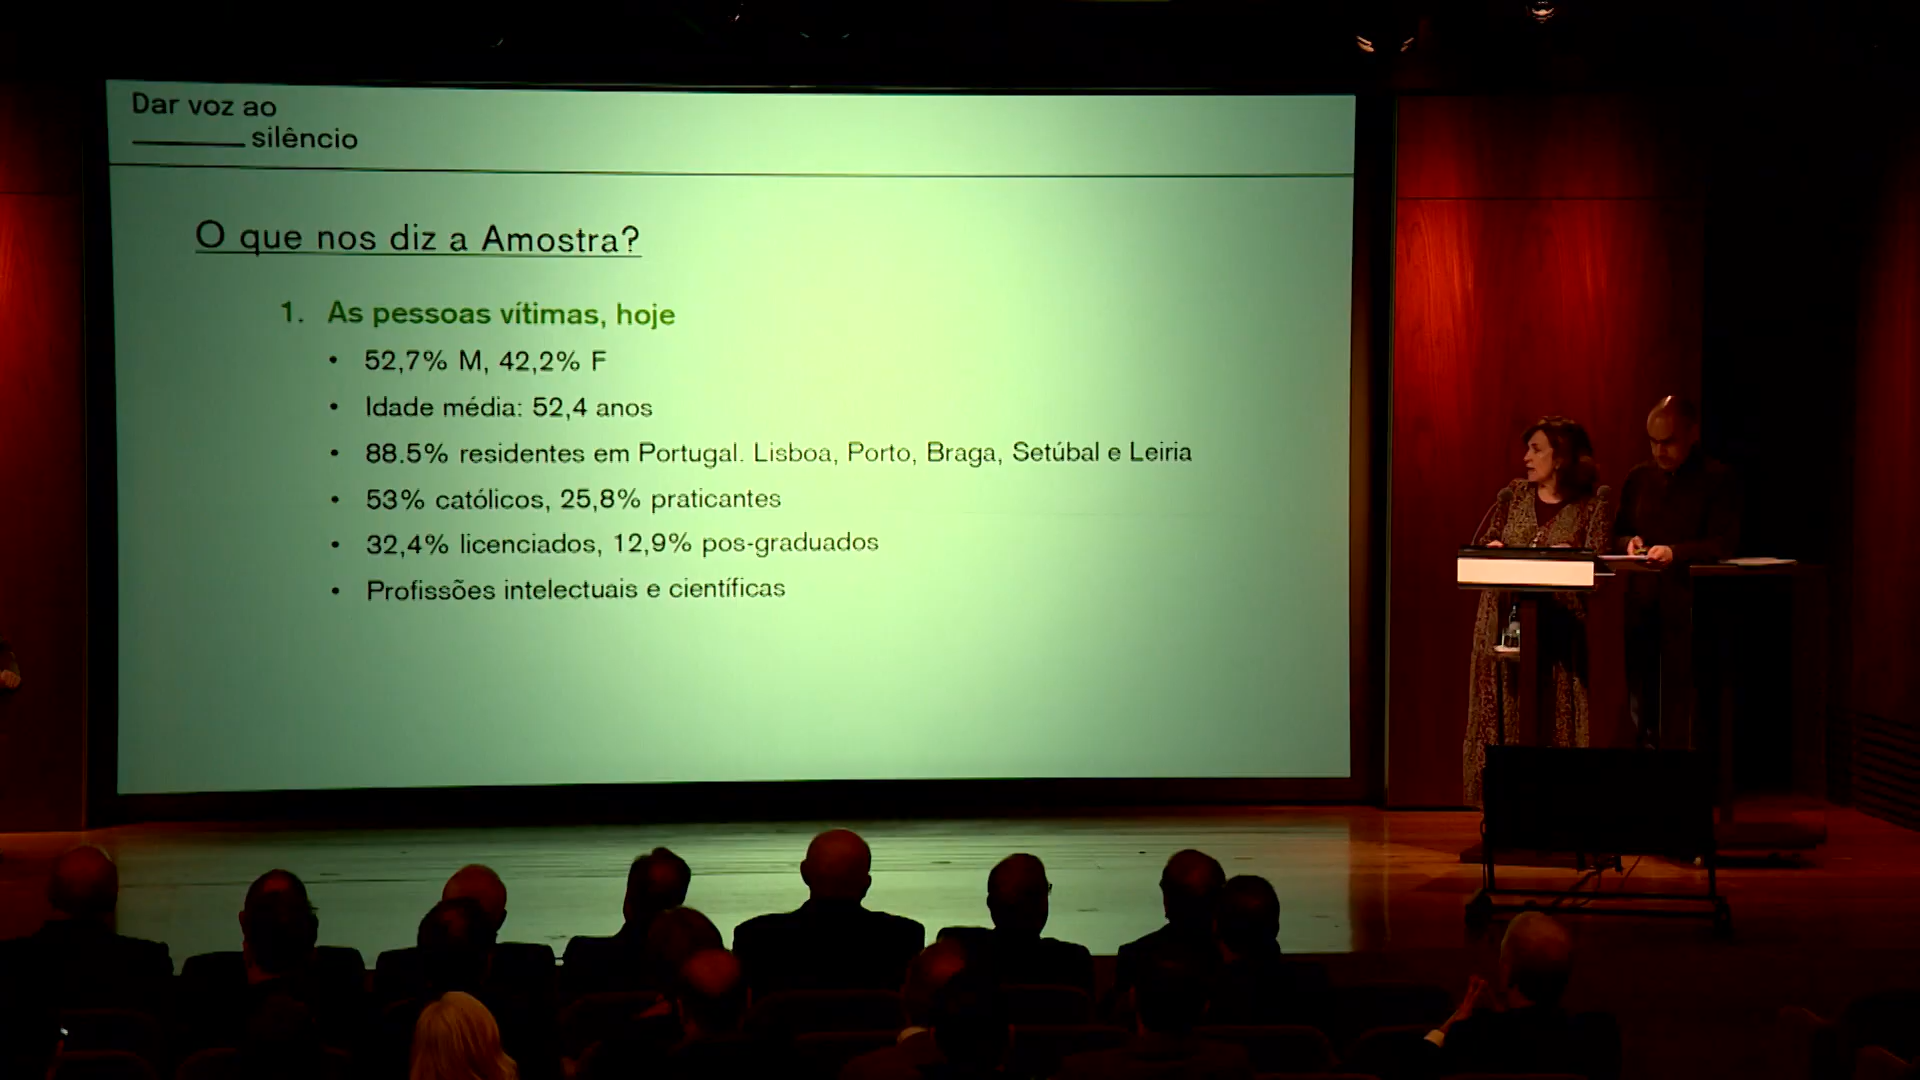 Dar voz ao
silêncio
O que nos diz a Amostra?
1. As pessoas vítimas, hoje
• 52,7% M, 42,2% F
• Idade média: 52,4 anos
• 88.5% residentes em Portugal. Lisboa, Porto, Braga, Setúbal e Leiria
• 53% católicos, 25,8% praticantes
• 32,4% licenciados, 12,9% pos-graduados
• Profissões intelectuais e científicas